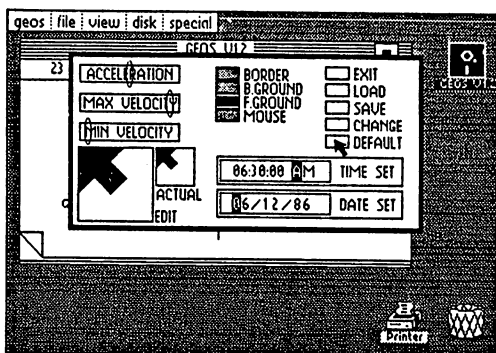 geos file view disk special
GEOS V1.2
23
ACCELERATION
MAX VELOCITY
MIN VELOCITY
BORDER
B.GROUND
F.GROUND
MOUSE
EXIT
LOAD
SAVE
CHANGE
DEFAULT
ACTUAL
EDIT
06:30:00 AM TIME SET
06/12/86 DATE SET
GEOS V1.
Printer